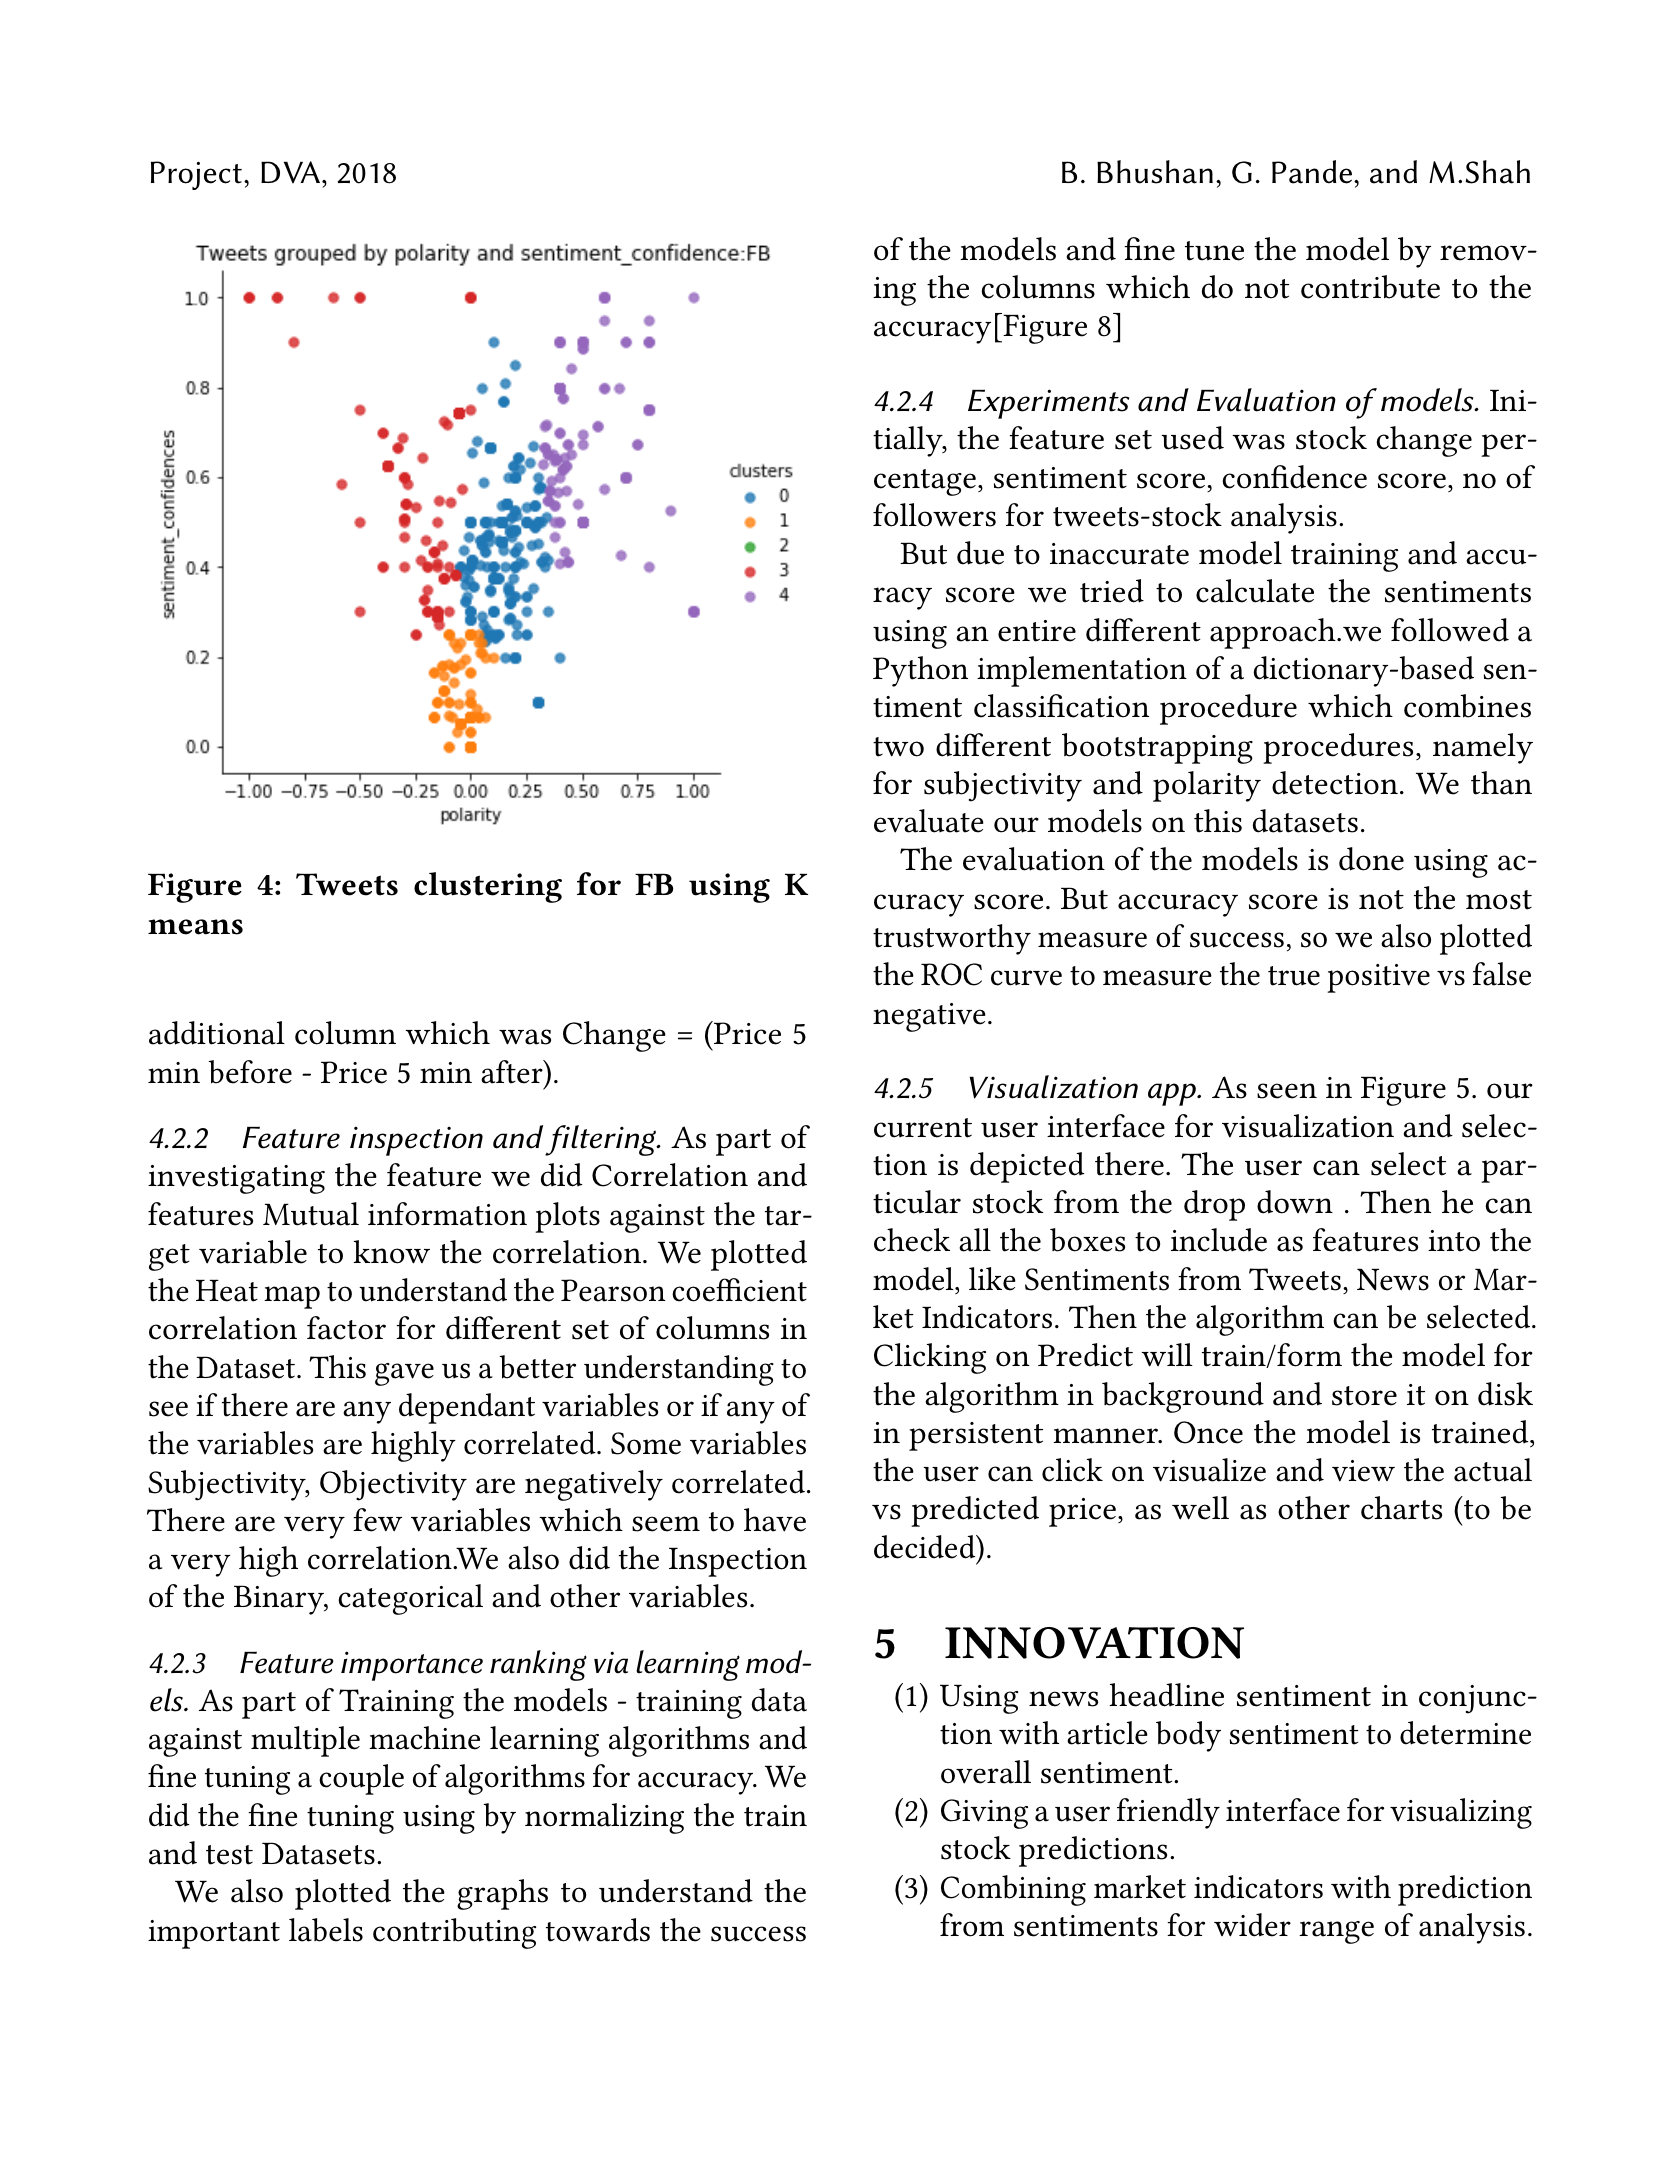 Project, DVA, 2018
B. Bhushan, G. Pande, and M.Shah
Tweets grouped by polarity and sentiment_confidence:FB
1.0
0.8
0.6
0.4
0.2
0.0
sentiment_confidences
−1.00 −0.75 −0.50 −0.25 0.00 0.25 0.50 0.75 1.00
polarity
clusters
0
1
2
3
4
Figure 4: Tweets clustering for FB using K
means
additional column which was Change = (Price 5
min before - Price 5 min after).
4.2.2 Feature inspection and filtering. As part of
investigating the feature we did Correlation and
features Mutual information plots against the tar-
get variable to know the correlation. We plotted
the Heat map to understand the Pearson coefficient
correlation factor for different set of columns in
the Dataset. This gave us a better understanding to
see if there are any dependant variables or if any of
the variables are highly correlated. Some variables
Subjectivity, Objectivity are negatively correlated.
There are very few variables which seem to have
a very high correlation.We also did the Inspection
of the Binary, categorical and other variables.
4.2.3 Feature importance ranking via learning mod-
els. As part of Training the models - training data
against multiple machine learning algorithms and
fine tuning a couple of algorithms for accuracy. We
did the fine tuning using by normalizing the train
and test Datasets.
We also plotted the graphs to understand the
important labels contributing towards the success
of the models and fine tune the model by remov-
ing the columns which do not contribute to the
accuracy[Figure 8]
4.2.4 Experiments and Evaluation of models. Ini-
tially, the feature set used was stock change per-
centage, sentiment score, confidence score, no of
followers for tweets-stock analysis.
But due to inaccurate model training and accu-
racy score we tried to calculate the sentiments
using an entire different approach.we followed a
Python implementation of a dictionary-based sen-
timent classification procedure which combines
two different bootstrapping procedures, namely
for subjectivity and polarity detection. We than
evaluate our models on this datasets.
The evaluation of the models is done using ac-
curacy score. But accuracy score is not the most
trustworthy measure of success, so we also plotted
the ROC curve to measure the true positive vs false
negative.
4.2.5 Visualization app. As seen in Figure 5. our
current user interface for visualization and selec-
tion is depicted there. The user can select a par-
ticular stock from the drop down . Then he can
check all the boxes to include as features into the
model, like Sentiments from Tweets, News or Mar-
ket Indicators. Then the algorithm can be selected.
Clicking on Predict will train/form the model for
the algorithm in background and store it on disk
in persistent manner. Once the model is trained,
the user can click on visualize and view the actual
vs predicted price, as well as other charts (to be
decided).
5 INNOVATION
(1) Using news headline sentiment in conjunc-
tion with article body sentiment to determine
overall sentiment.
(2) Giving a user friendly interface for visualizing
stock predictions.
(3) Combining market indicators with prediction
from sentiments for wider range of analysis.